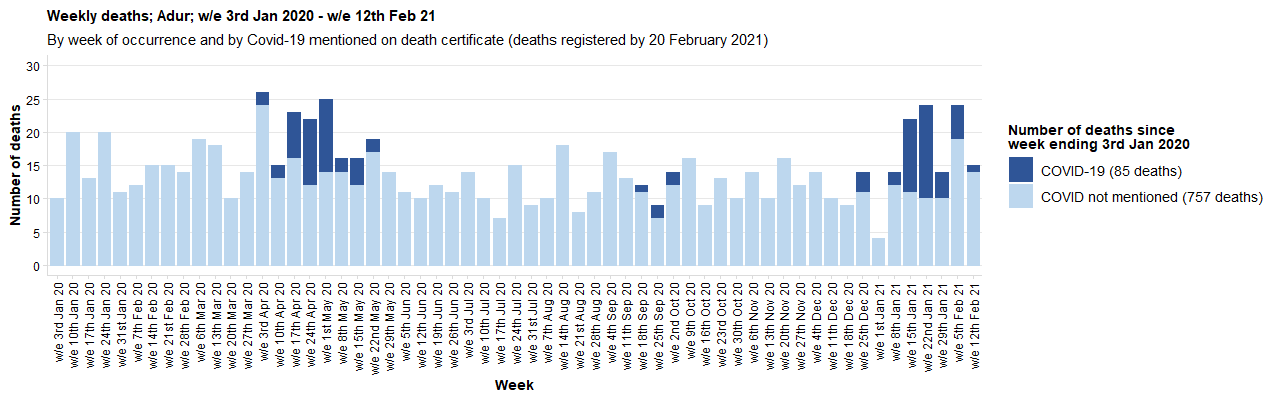 Weekly deaths; Adur; w/e 3rd Jan 2020 - w/e 12th Feb 21
By week of occurrence and by Covid-19 mentioned on death certificate (deaths registered by 20 February 2021)
Number of deaths
30
25
20
15
10
5
0
w/e 3rd Jan 20
w/e 10th Jan 20
w/e 17th Jan 20
w/e 24th Jan 20
w/e 31st Jan 20
w/e 7th Feb 20
w/e 14th Feb 20
w/e 21st Feb 20
w/e 28th Feb 20
w/e 6th Mar 20
w/e 13th Mar 20
w/e 20th Mar 20
w/e 27th Mar 20
w/e 3rd Apr 20
w/e 10th Apr 20
w/e 17th Apr 20
w/e 24th Apr 20
w/e 1st May 20
w/e 8th May 20
w/e 15th May 20
w/e 22nd May 20
w/e 29th May 20
w/e 5th Jun 20
w/e 12th Jun 20
w/e 19th Jun 20
w/e 26th Jun 20
w/e 3rd Jul 20
w/e 10th Jul 20
w/e 17th Jul 20
w/e 24th Jul 20
w/e 31st Jul 20
w/e 7th Aug 20
w/e 14th Aug 20
w/e 21st Aug 20
w/e 28th Aug 20
w/e 4th Sep 20
w/e 11th Sep 20
w/e 18th Sep 20
w/e 25th Sep 20
w/e 2nd Oct 20
w/e 9th Oct 20
w/e 16th Oct 20
w/e 23rd Oct 20
w/e 30th Oct 20
w/e 6th Nov 20
w/e 13th Nov 20
w/e 20th Nov 20
w/e 27th Nov 20
w/e 4th Dec 20
w/e 11th Dec 20
w/e 18th Dec 20
w/e 25th Dec 20
w/e 1st Jan 21
w/e 8th Jan 21
w/e 15th Jan 21
w/e 22nd Jan 21
w/e 29th Jan 21
w/e 5th Feb 21
w/e 12th Feb 21
Week
Number of deaths since
week ending 3rd Jan 2020
COVID-19 (85 deaths)
COVID not mentioned (757 deaths)